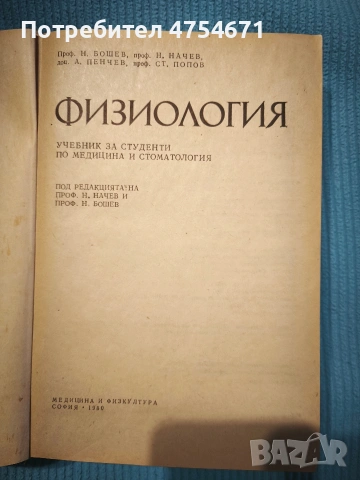 Потребител 4754671
Проф. Н. БОШЕВ, проф. Н. НАЧЕВ,
доц. А. ПЕНЧЕВ, проф. СТ. ПОПОВ
ФИЗИОЛОГИЯ
УЧЕБНИК ЗА СТУДЕНТИ
ПО МЕДИЦИНА И СТОМАТОЛОГИЯ
ПОД РЕДАКЦИЯТА НА
ПРОФ. Н. НАЧЕВ И
ПРОФ. Н. БОШЕВ
МЕДИЦИНА И ФИЗКУЛТУРА
СОФИЯ •
BAZAR